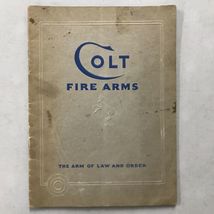 COLT
FIRE ARMS
THE ARM OF LAW AND ORDER